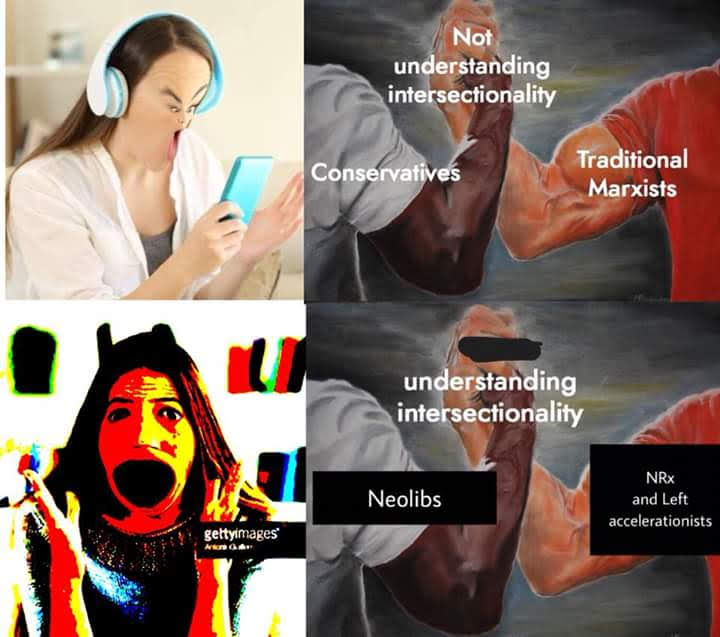 Not
understanding
intersectionality
Conservatives
Traditional
Marxists
understanding
intersectionality
Neolibs
NRx
and Left
accelerationists
gettyimages